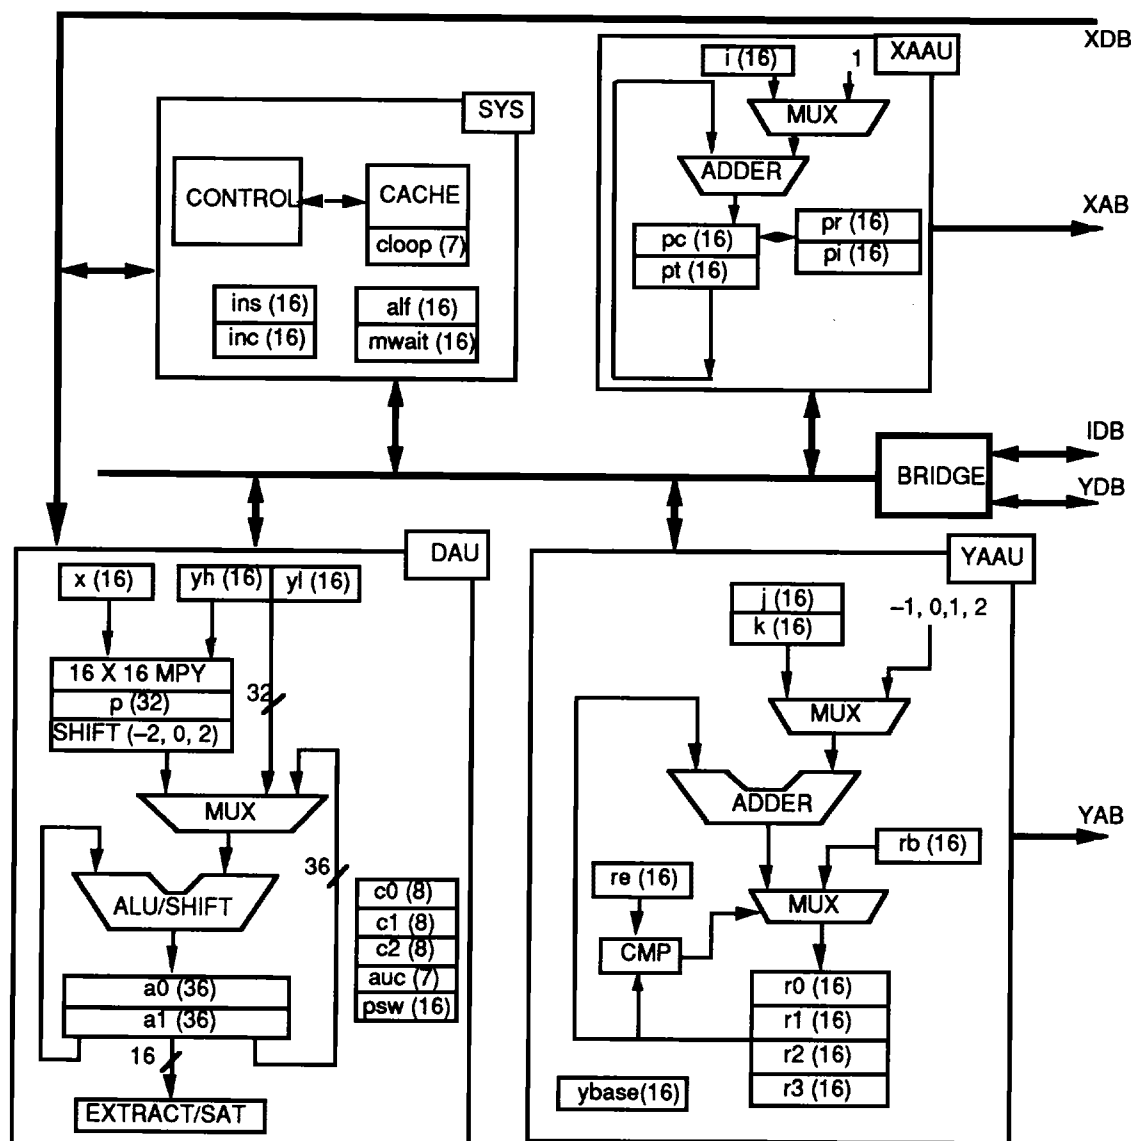 XDB
XAAU
i (16)
1
MUX
ADDER
pc (16)
pt (16)
pr (16)
pi (16)
XAB
SYS
CONTROL
CACHE
cloop (7)
ins (16)
inc (16)
alf (16)
mwait (16)
BRIDGE
IDB
YDB
DAU
x (16)
yh (16)
yl (16)
16 X 16 MPY
p (32)
SHIFT (–2, 0, 2)
32
MUX
36
ALU/SHIFT
a0 (36)
a1 (36)
16
EXTRACT/SAT
c0 (8)
c1 (8)
c2 (8)
auc (7)
psw (16)
YAAU
j (16)
k (16)
–1, 0,1, 2
MUX
ADDER
rb (16)
re (16)
MUX
CMP
r0 (16)
r1 (16)
r2 (16)
r3 (16)
ybase(16)
YAB